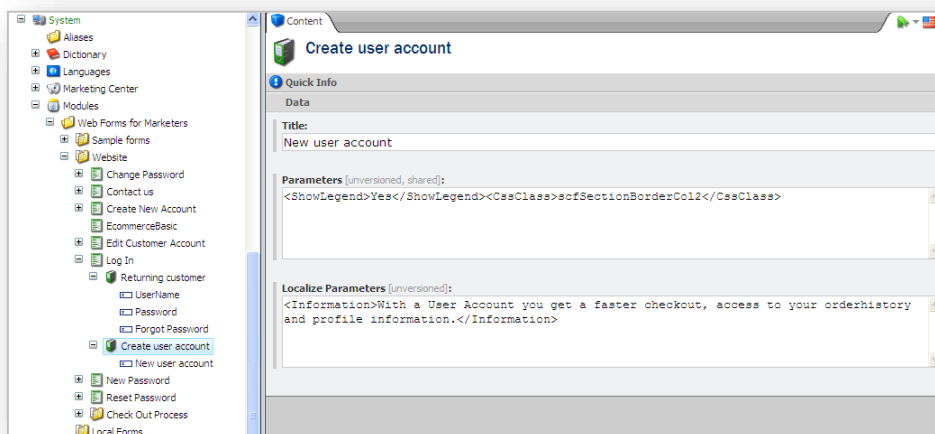 System
Aliases
Dictionary
Languages
Marketing Center
Modules
Web Forms for Marketers
Sample forms
Website
Change Password
Contact us
Create New Account
EcommerceBasic
Edit Customer Account
Log In
Returning customer
UserName
Password
Forgot Password
Create user account
New user account
New Password
Reset Password
Check Out Process
Local Forms
Content
Create user account
Quick Info
Data
Title:
New user account
Parameters [unversioned, shared]:
<ShowLegend>Yes</ShowLegend><CssClass>scfSectionBorderCol2</CssClass>
Localize Parameters [unversioned]:
<Information>With a User Account you get a faster checkout, access to your orderhistory
and profile information.</Information>